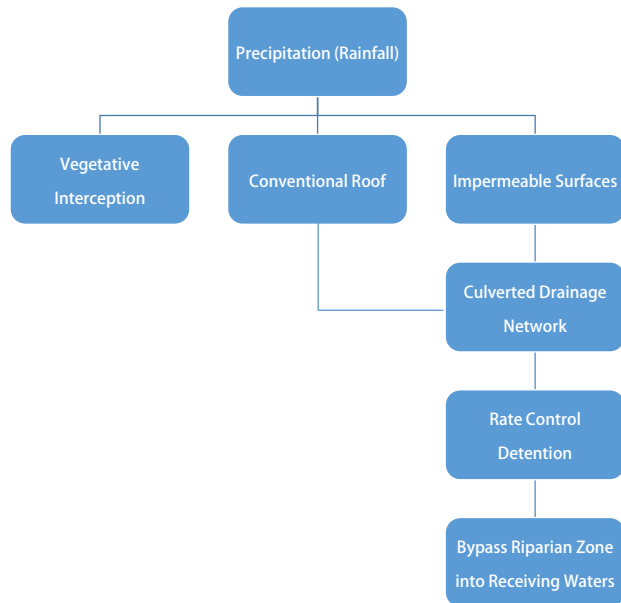 Precipitation (Rainfall)
Vegetative
Interception
Conventional Roof
Impermeable Surfaces
Culverted Drainage
Network
Rate Control
Detention
Bypass Riparian Zone
into Receiving Waters